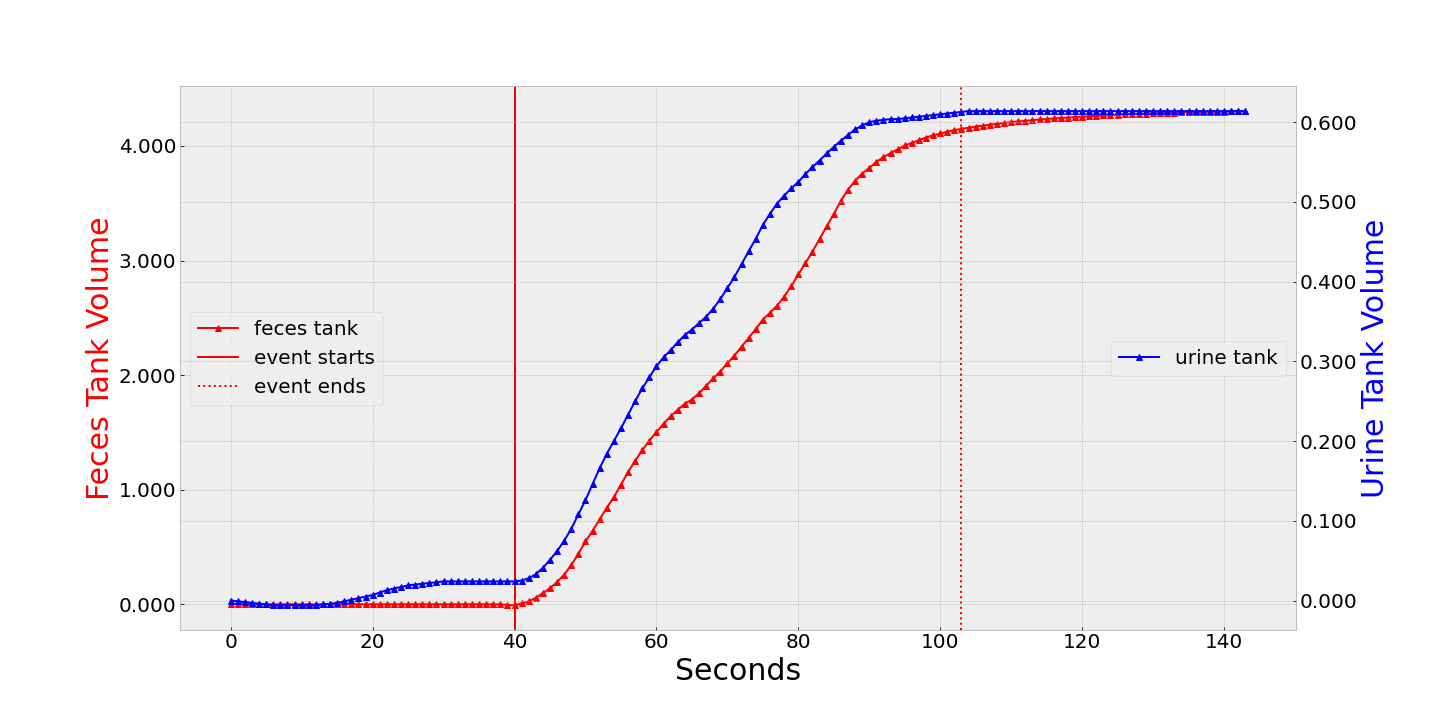 4.000
3.000
2.000
1.000
0.000
Feces Tank Volume
feces tank
event starts
event ends
urine tank
0.600
0.500
0.400
0.300
0.200
0.100
0.000
Urine Tank Volume
0 20 40 60 80 100 120 140
Seconds